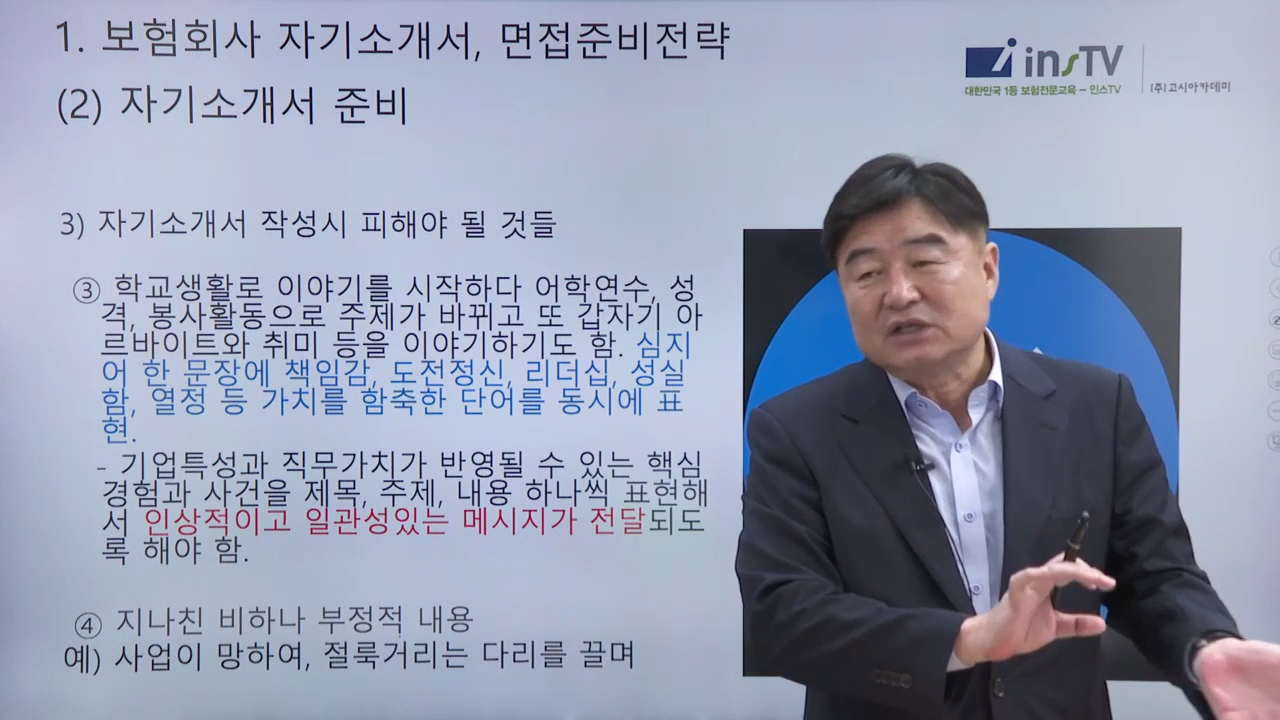 1. 보험회사 자기소개서, 면접준비전략
(2) 자기소개서 준비
insTV
대한민국 1등 보험전문교육 – 인스TV
(주)고시아카데미
3) 자기소개서 작성시 피해야 될 것들
③ 학교생활로 이야기를 시작하다 어학연수, 성
격, 봉사활동으로 주제가 바뀌고 또 갑자기 아
르바이트와 취미 등을 이야기하기도 함. 심지
어 한 문장에 책임감, 도전정신, 리더십, 성실
함, 열정 등 가치를 함축한 단어를 동시에 표
현.
- 기업특성과 직무가치가 반영될 수 있는 핵심
경험과 사건을 제목, 주제, 내용 하나씩 표현해
서 인상적이고 일관성있는 메시지가 전달되도
록 해야 함.
④ 지나친 비하나 부정적 내용
예) 사업이 망하여, 절룩거리는 다리를 끌며